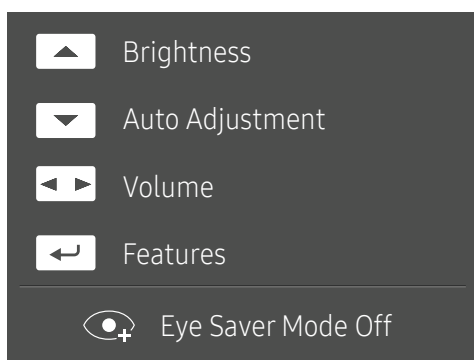 Brightness
Auto Adjustment
Volume
Features
Eye Saver Mode Off